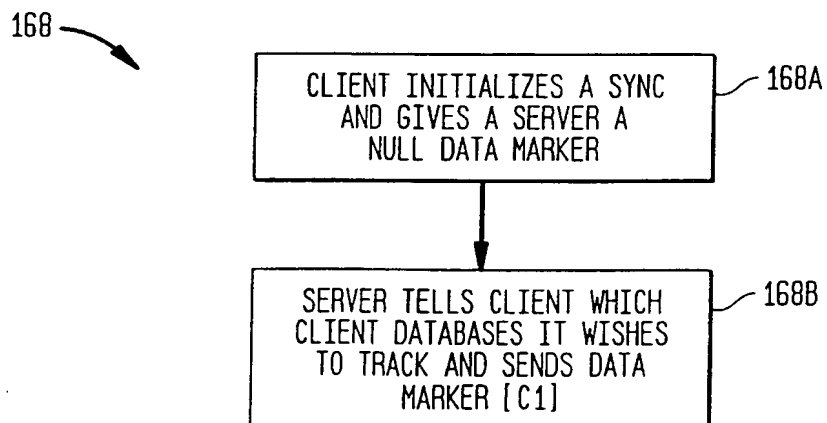 168
CLIENT INITIALIZES A SYNC
AND GIVES A SERVER A
NULL DATA MARKER
168A
SERVER TELLS CLIENT WHICH
CLIENT DATABASES IT WISHES
TO TRACK AND SENDS DATA
MARKER [C1]
168B